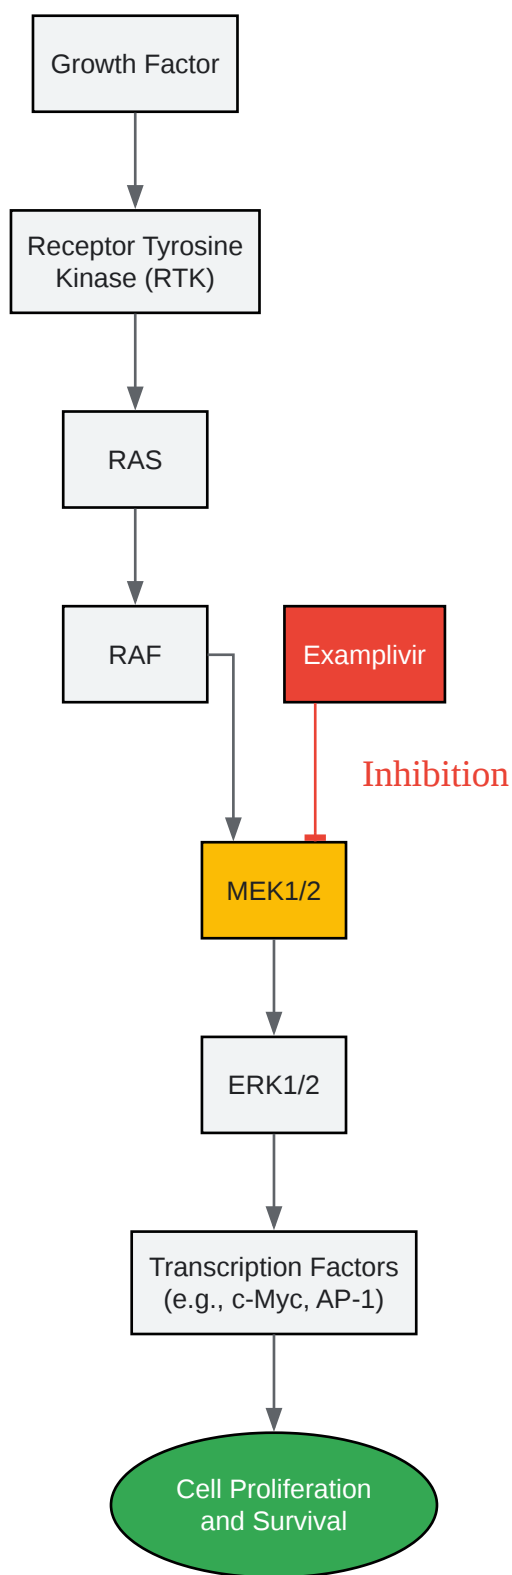 Growth Factor
Receptor Tyrosine
Kinase (RTK)
RAS
RAF
Examplivir
Inhibition
MEK1/2
ERK1/2
Transcription Factors
(e.g., c-Myc, AP-1)
Cell Proliferation
and Survival